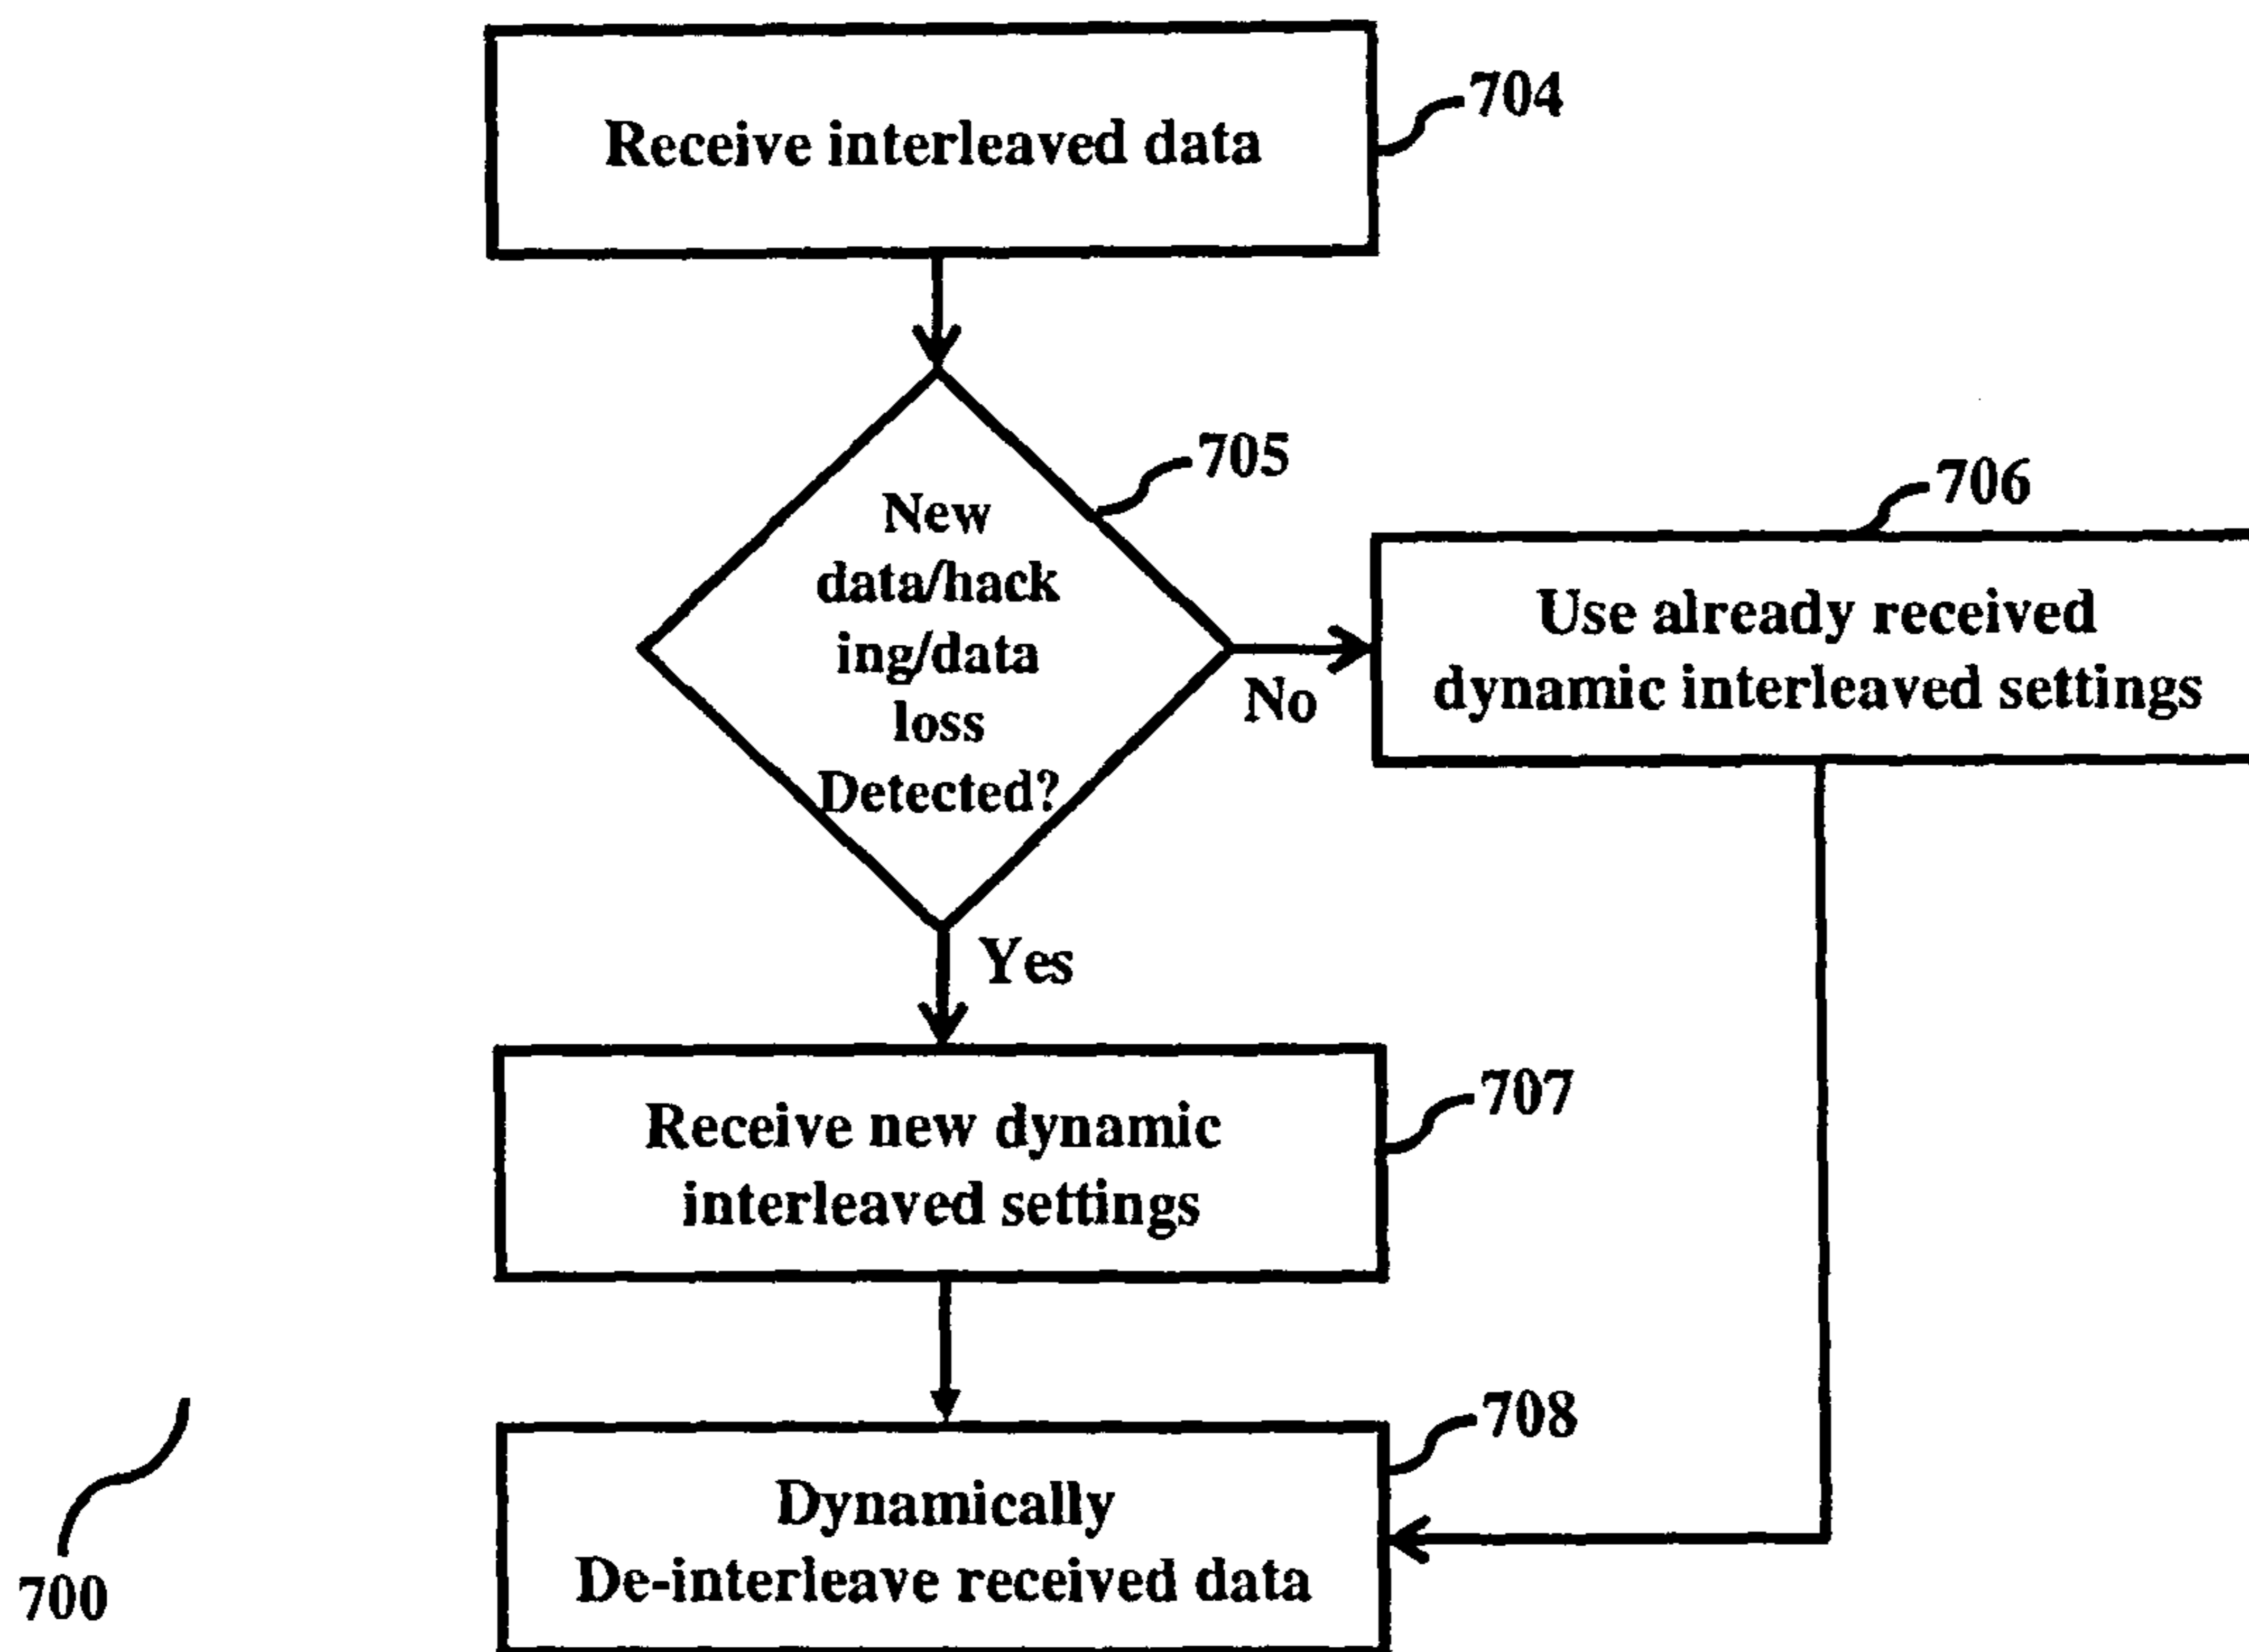 Receive interleaved data
704
New
data/hack
ing/data
loss
Detected?
705
No
706
Use already received
dynamic interleaved settings
Yes
Receive new dynamic
interleaved settings
707
Dynamically
De-interleave received data
708
700